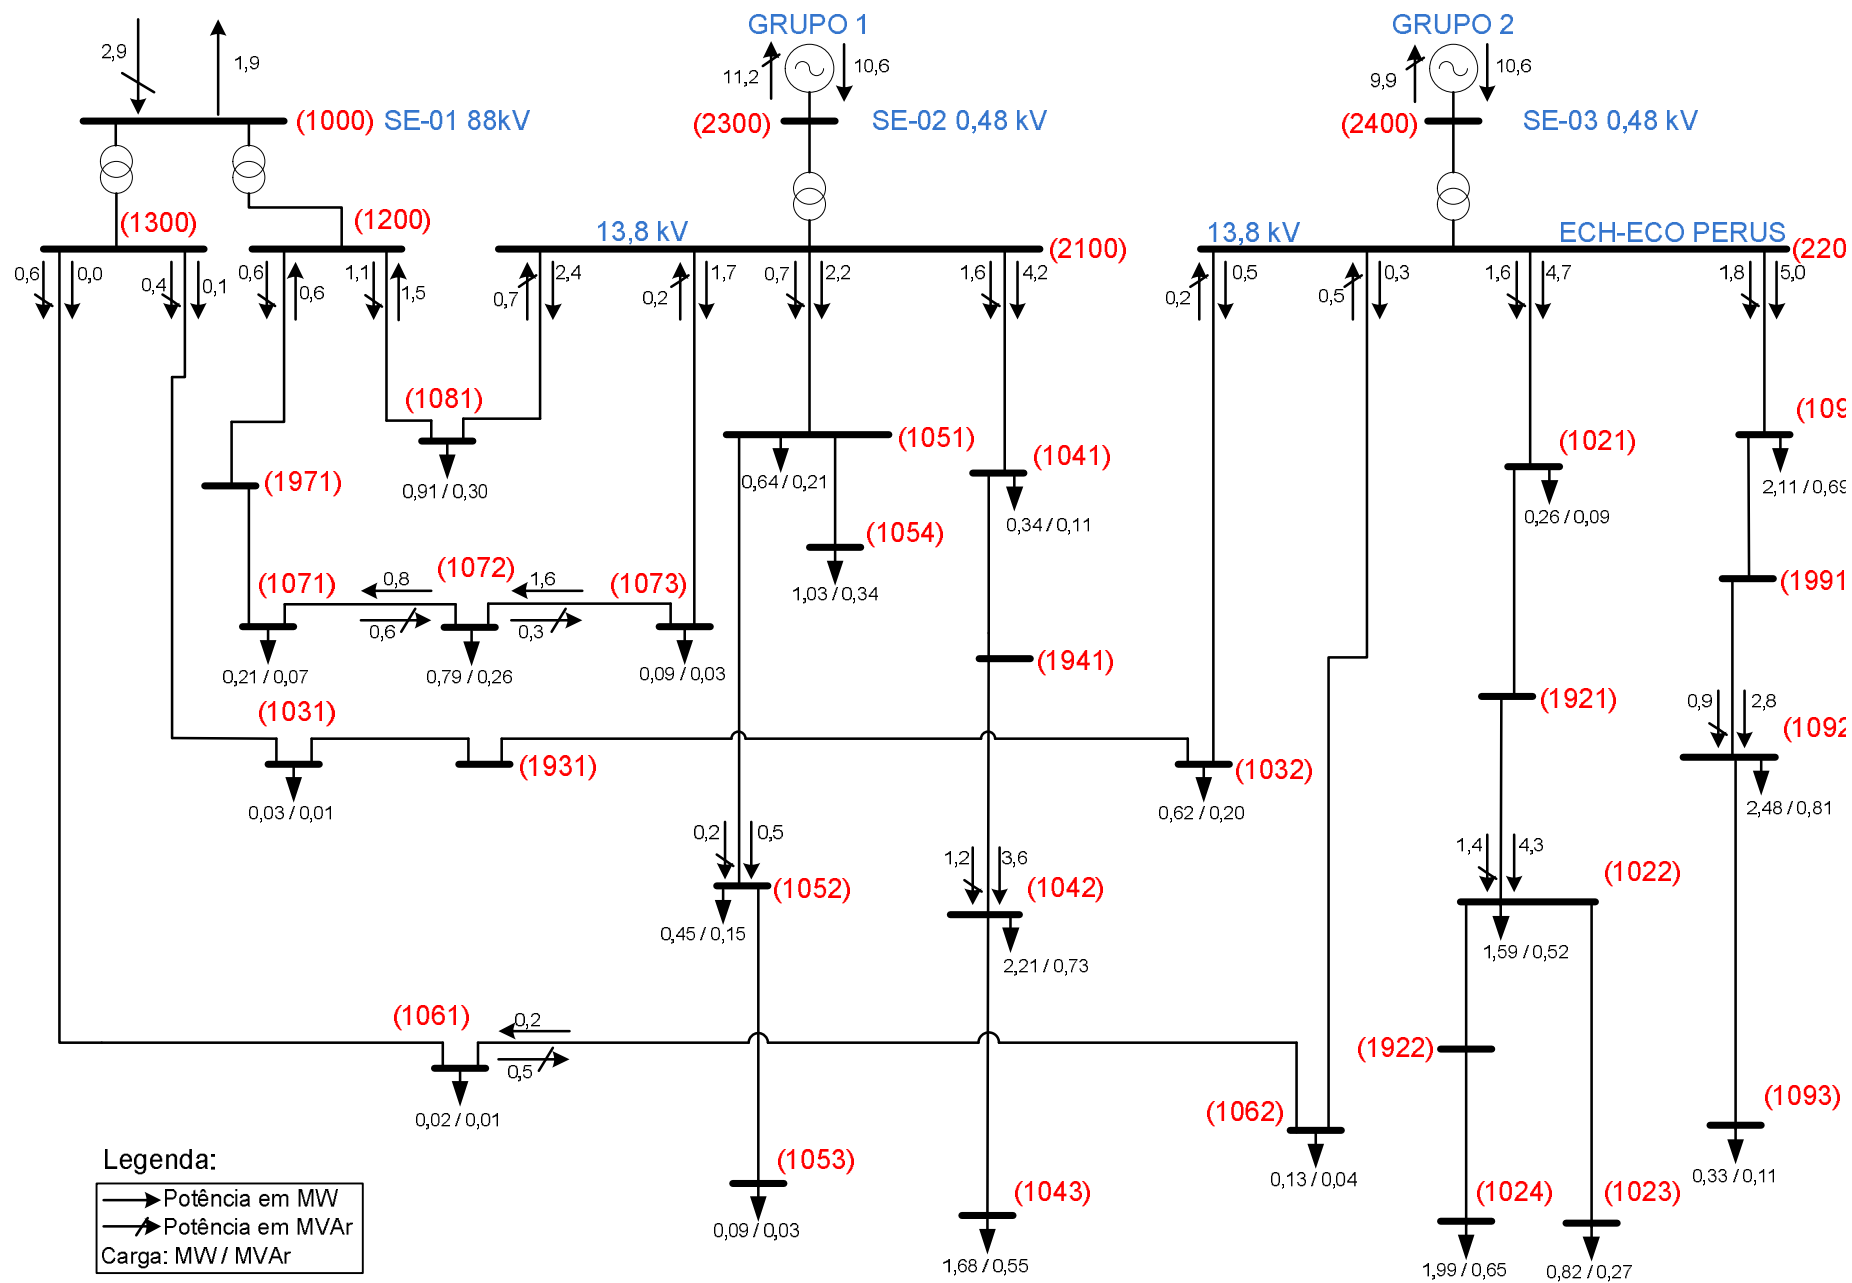 GRUPO 1
GRUPO 2
2,9
1,9
11,2
10,6
9,9
10,6
(1000)
SE-01 88kV
(2300)
SE-02 0,48 kV
(2400)
SE-03 0,48 kV
(1300)
(1200)
13,8 kV
(2100)
13,8 kV
ECH-ECO PERUS
(220
0,6
0,0
0,4
0,1
0,6
0,6
1,1
1,5
0,7
2,4
0,2
1,7
0,7
2,2
1,6
4,2
0,2
0,5
0,5
0,3
1,6
4,7
1,8
5,0
(1081)
0,91 / 0,30
(1051)
0,64 / 0,21
(1041)
0,34 / 0,11
(1021)
0,26 / 0,09
(109
2,11 / 0,69
(1971)
(1054)
1,03 / 0,34
(1071)
0,8
(1072)
1,6
(1073)
0,6
0,3
(1991
0,21 / 0,07
0,79 / 0,26
0,09 / 0,03
(1941)
(1921)
(1031)
(1931)
(1032)
0,9
2,8
(1092
0,03 / 0,01
0,62 / 0,20
2,48 / 0,81
0,2
0,5
1,2
3,6
1,4
4,3
(1052)
(1042)
(1022)
0,45 / 0,15
2,21 / 0,73
1,59 / 0,52
(1061)
0,2
0,5
(1922)
0,02 / 0,01
(1062)
(1093)
0,13 / 0,04
0,33 / 0,11
(1053)
(1043)
(1024)
(1023)
0,09 / 0,03
1,68 / 0,55
1,99 / 0,65
0,82 / 0,27
Legenda:
Potência em MW
Potência em MVAr
Carga: MW / MVAr